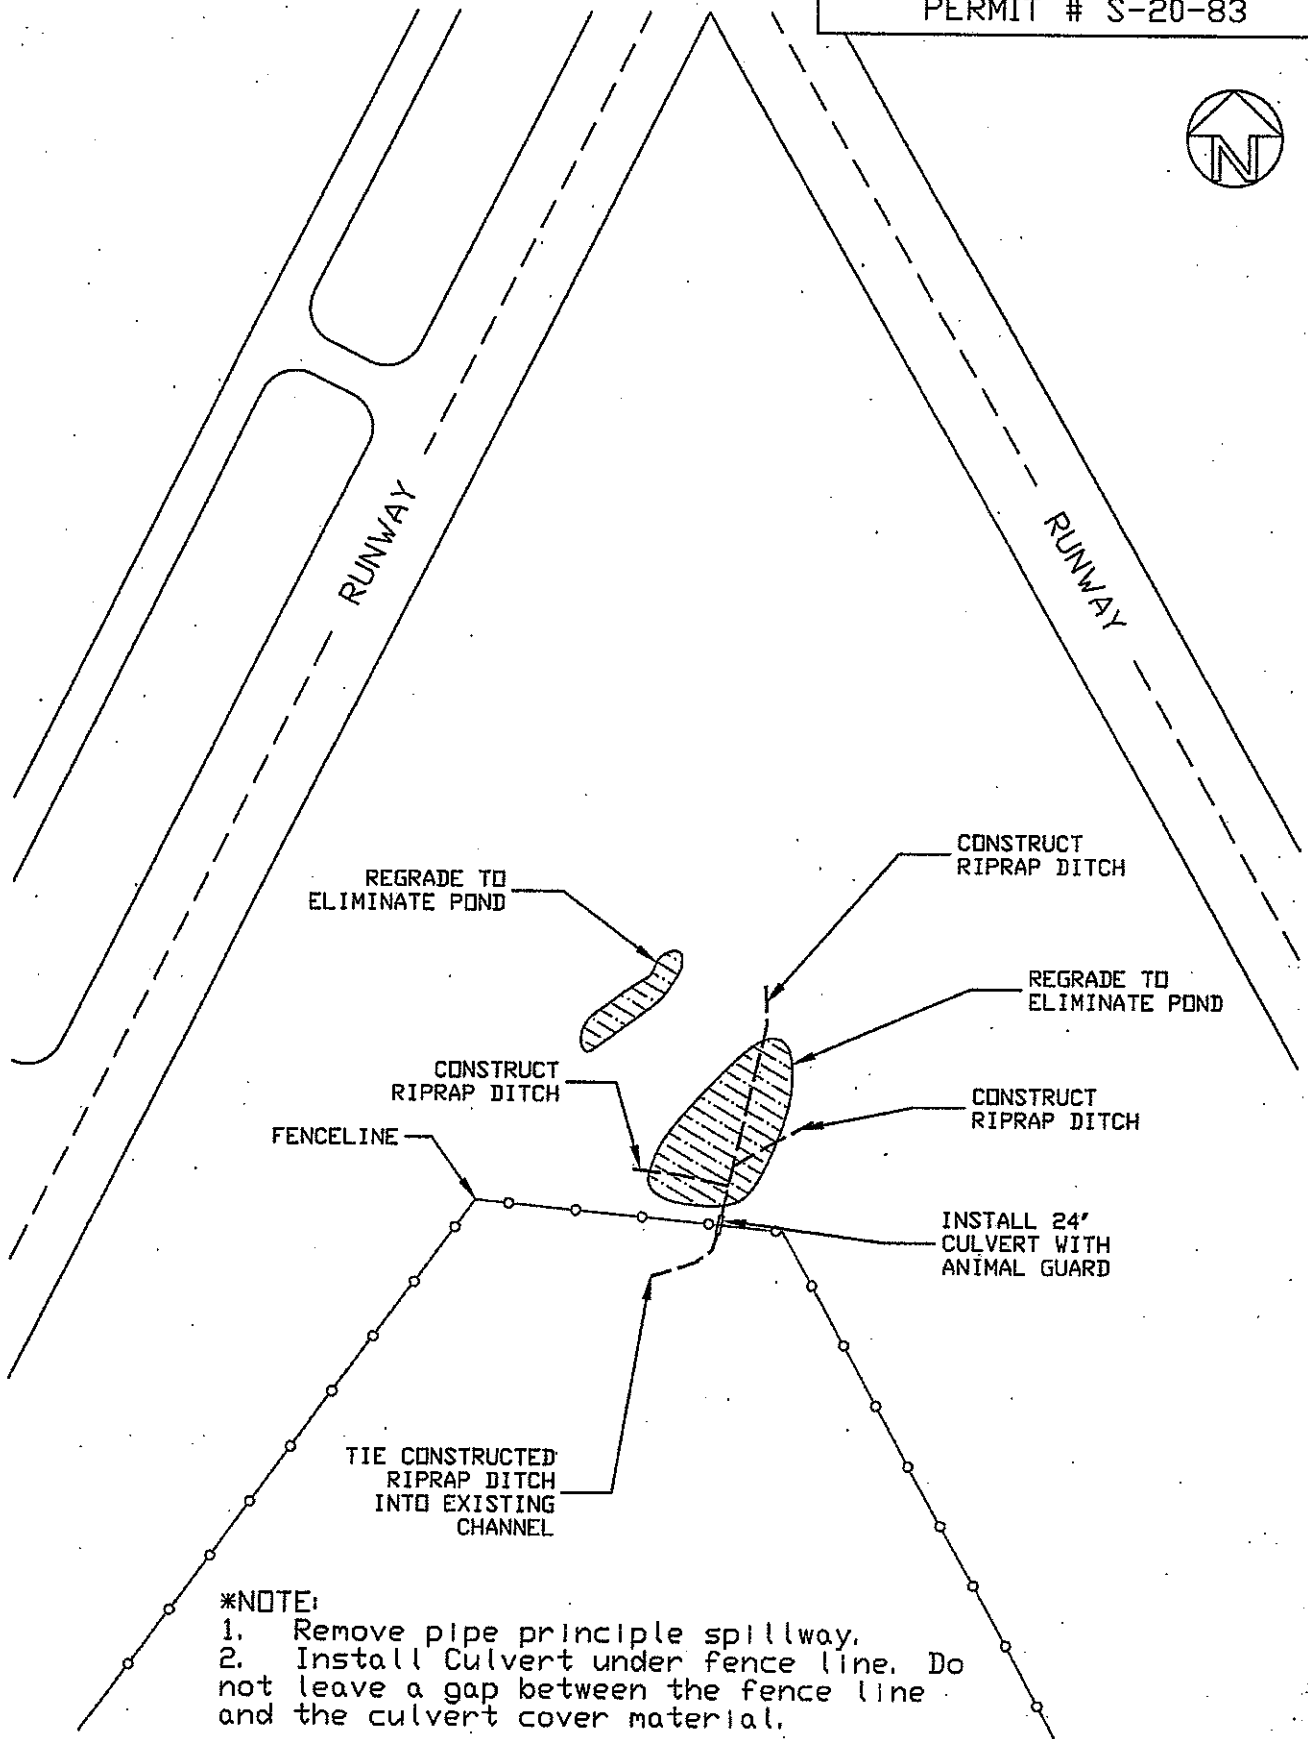 PERMIT # S-20-83
N
RUNWAY
RUNWAY
CONSTRUCT
RIPRAP DITCH
REGRADE TO
ELIMINATE POND
REGRADE TO
ELIMINATE POND
CONSTRUCT
RIPRAP DITCH
CONSTRUCT
RIPRAP DITCH
FENCELINE
INSTALL 24'
CULVERT WITH
ANIMAL GUARD
TIE CONSTRUCTED
RIPRAP DITCH
INTO EXISTING
CHANNEL
*NOTE:
1. Remove pipe principle spillway.
2. Install Culvert under fence line. Do
not leave a gap between the fence line
and the culvert cover material.